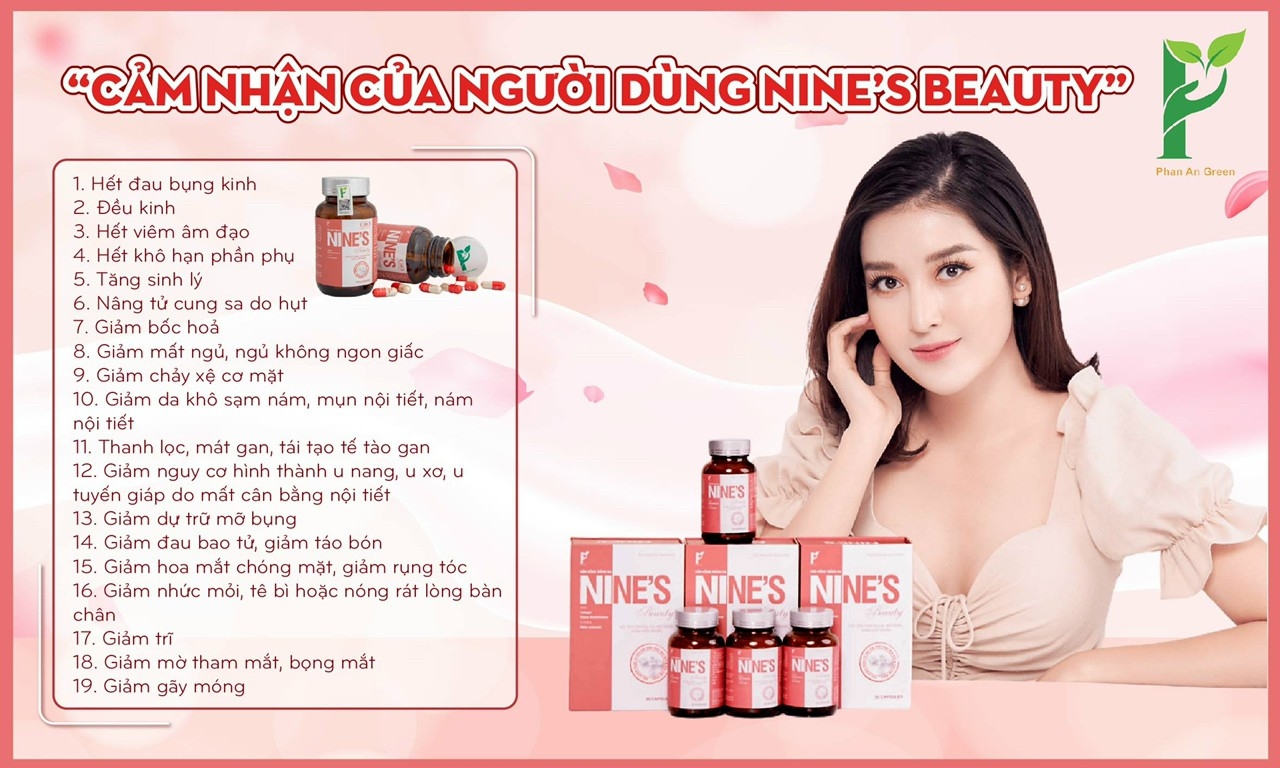 “CẢM NHẬN CỦA NGƯỜI DÙNG NINE’S BEAUTY”
Phan An Green
1. Hết đau bụng kinh
2. Đều kinh
3. Hết viêm âm đạo
4. Hết khô hạn phần phụ
5. Tăng sinh lý
6. Nâng tử cung sa do hụt
7. Giảm bốc hoả
8. Giảm mất ngủ, ngủ không ngon giấc
9. Giảm chảy xệ cơ mặt
10. Giảm da khô sạm nám, mụn nội tiết, nám
nội tiết
11. Thanh lọc, mát gan, tái tạo tế tào gan
12. Giảm nguy cơ hình thành u nang, u xơ, u
tuyến giáp do mất cân bằng nội tiết
13. Giảm dự trữ mỡ bụng
14. Giảm đau bao tử, giảm táo bón
15. Giảm hoa mắt chóng mặt, giảm rụng tóc
16. Giảm nhức mỏi, tê bì hoặc nóng rát lòng bàn
chân
17. Giảm trĩ
18. Giảm mờ tham mắt, bọng mắt
19. Giảm gãy móng
NINE'S
NINE'S
NINE'S
NINE'S
Beauty
NINE'S
NINE'S
Beauty
30 CAPSULES
30 CAPSULES
NINE'S
NINE'S
NINE'S